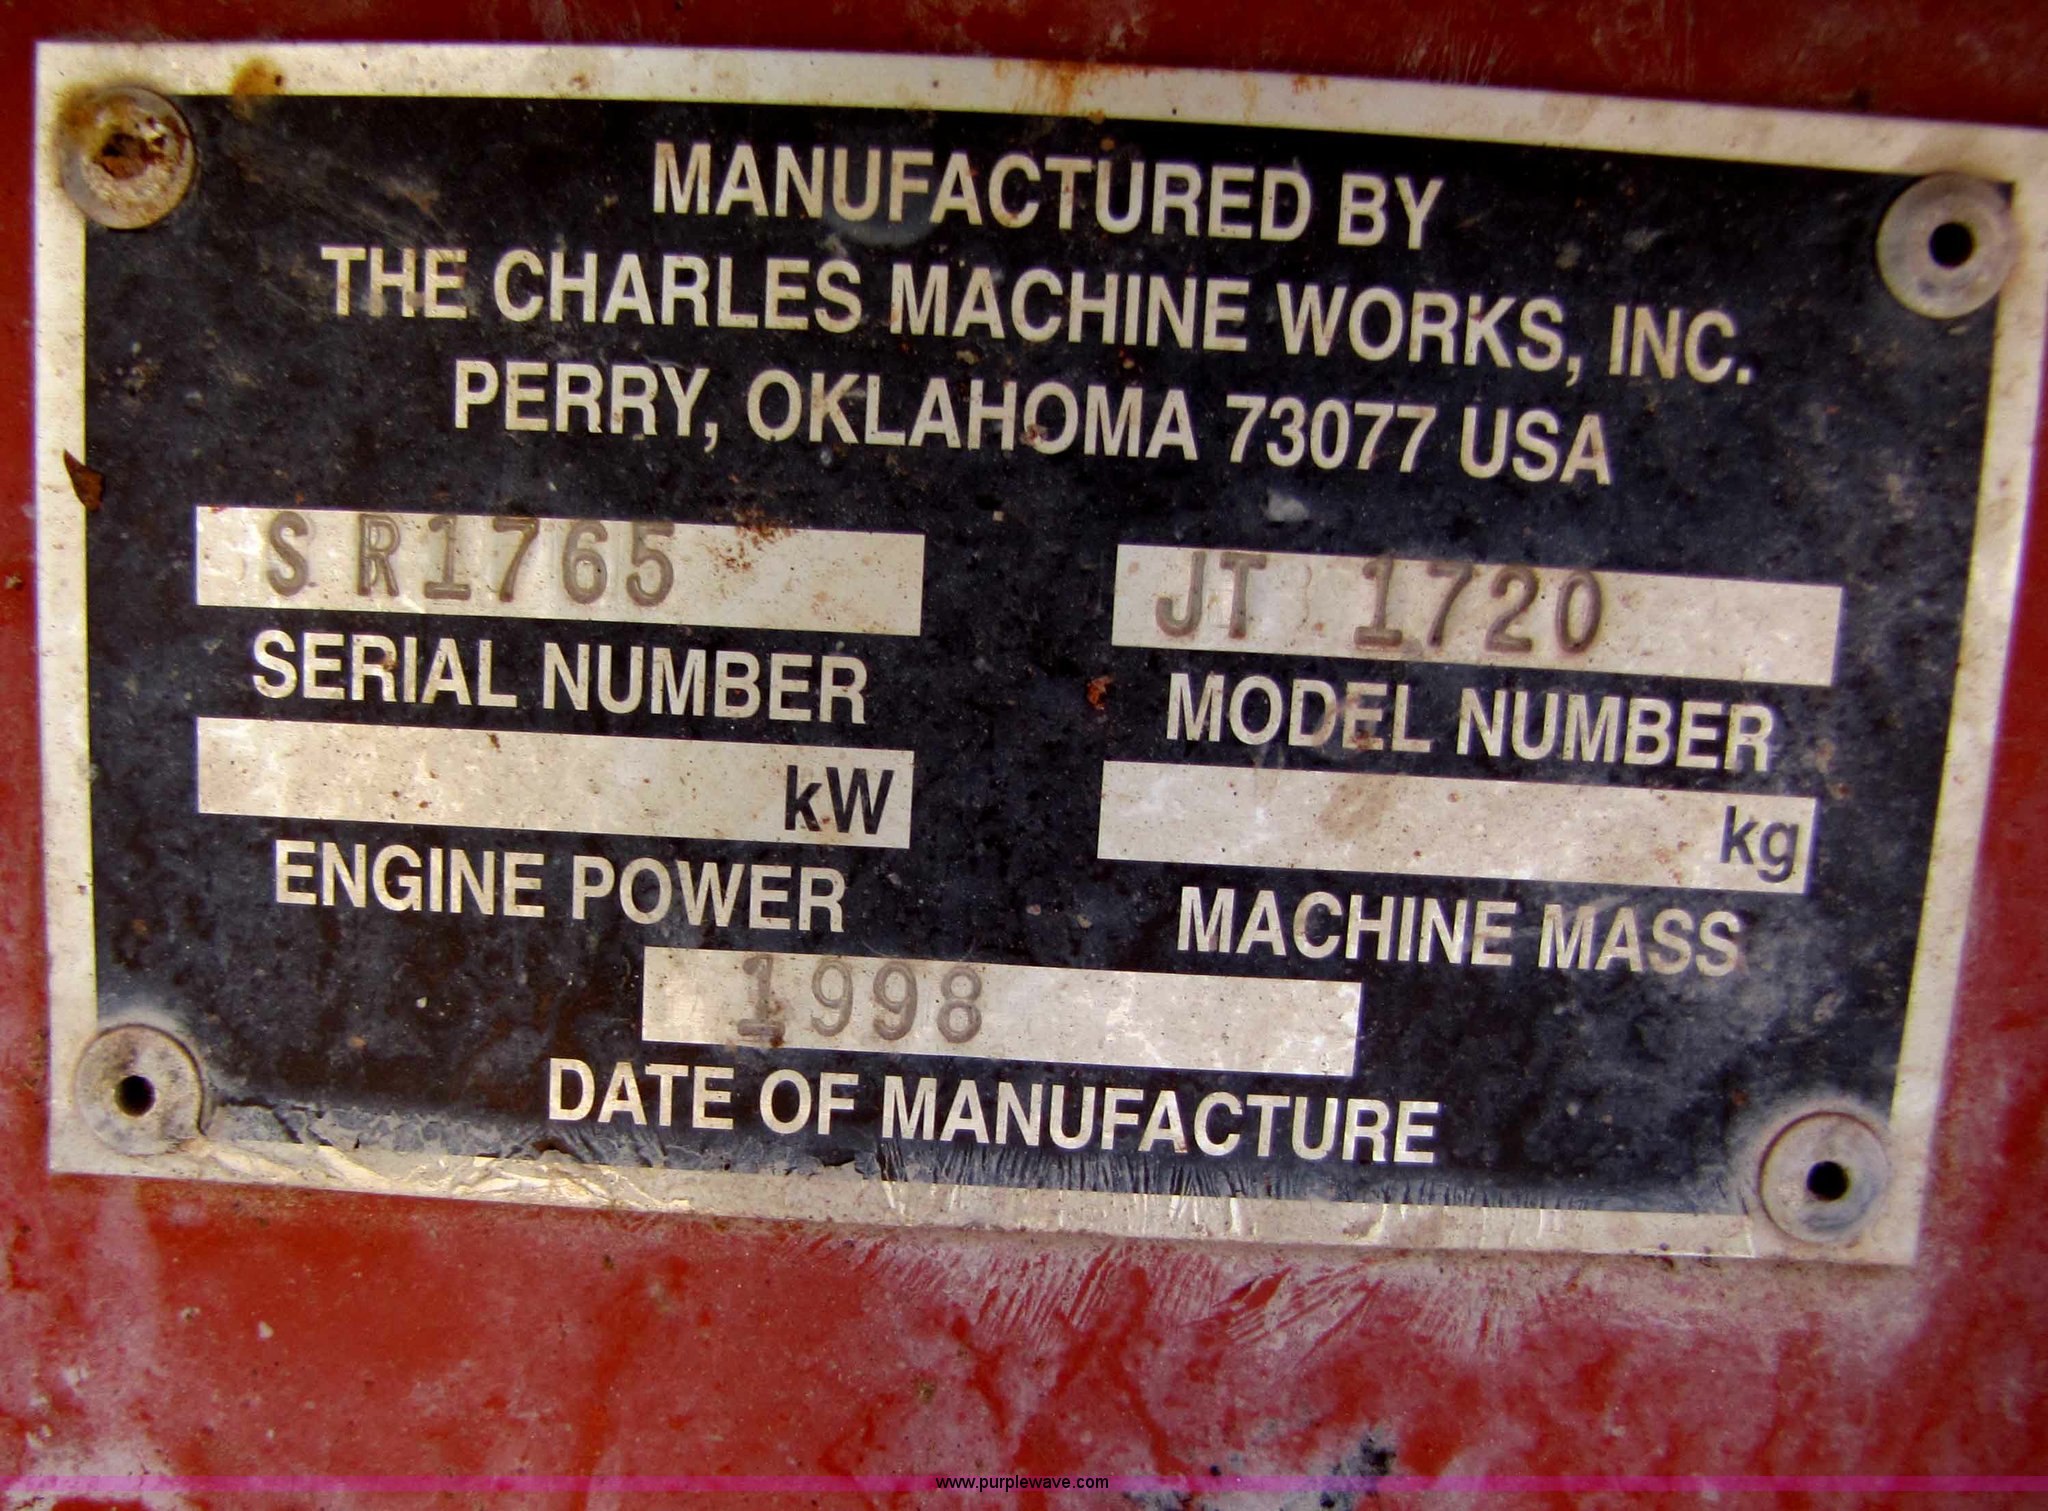 MANUFACTURED BY
THE CHARLES MACHINE WORKS, INC.
PERRY, OKLAHOMA 73077 USA
S R1765 JT 1720
SERIAL NUMBER MODEL NUMBER
kW kg
ENGINE POWER MACHINE MASS
1998
DATE OF MANUFACTURE
www.purplewave.com